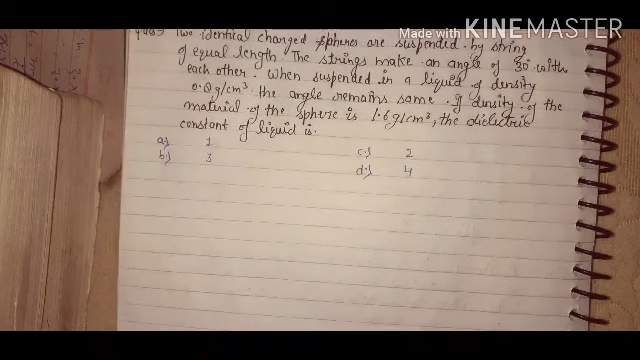 Made with KINEMASTER
Ques→ Two identical charged spheres are suspended by string
of equal length. The strings make an angle of 30° with
each other. When suspended in a liquid of density
0.8g/cm³ the angle remains same. If density of the
material of the sphere is 1.6g/cm³, the dielectric
constant of liquid is.
a) 1
c) 2
b) 3
d) 4